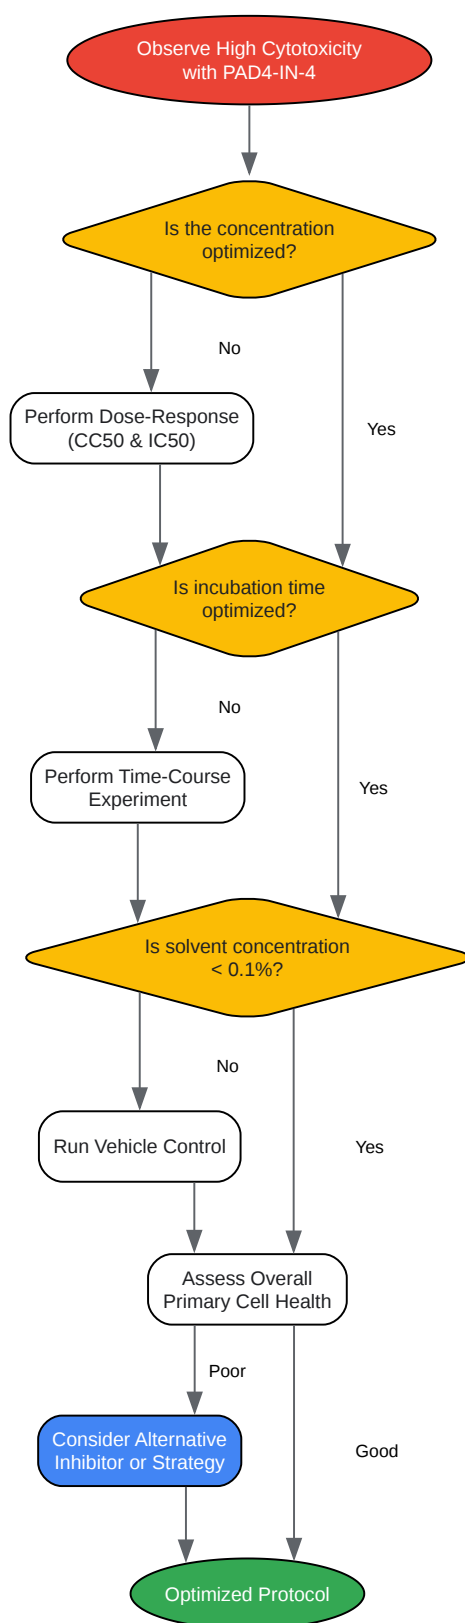 Observe High Cytotoxicity
with PAD4-IN-4
Is the concentration
optimized?
No
Yes
Perform Dose-Response
(CC50 & IC50)
Is incubation time
optimized?
No
Yes
Perform Time-Course
Experiment
Is solvent concentration
< 0.1%?
No
Yes
Run Vehicle Control
Assess Overall
Primary Cell Health
Poor
Good
Consider Alternative
Inhibitor or Strategy
Optimized Protocol